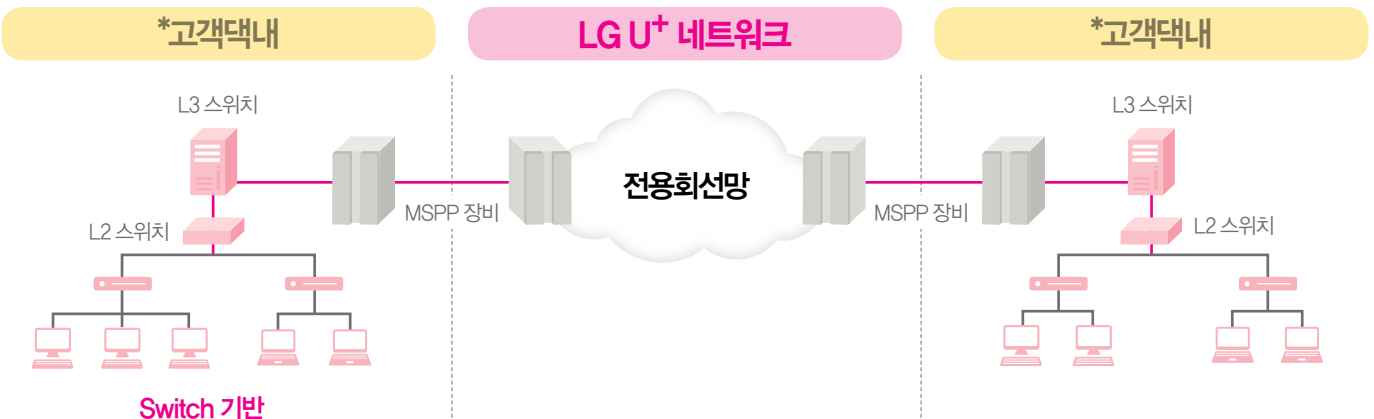 *고객댁내
LG U+ 네트워크
*고객댁내
L3 스위치
L3 스위치
전용회선망
MSPP 장비
MSPP 장비
L2 스위치
L2 스위치
Switch 기반